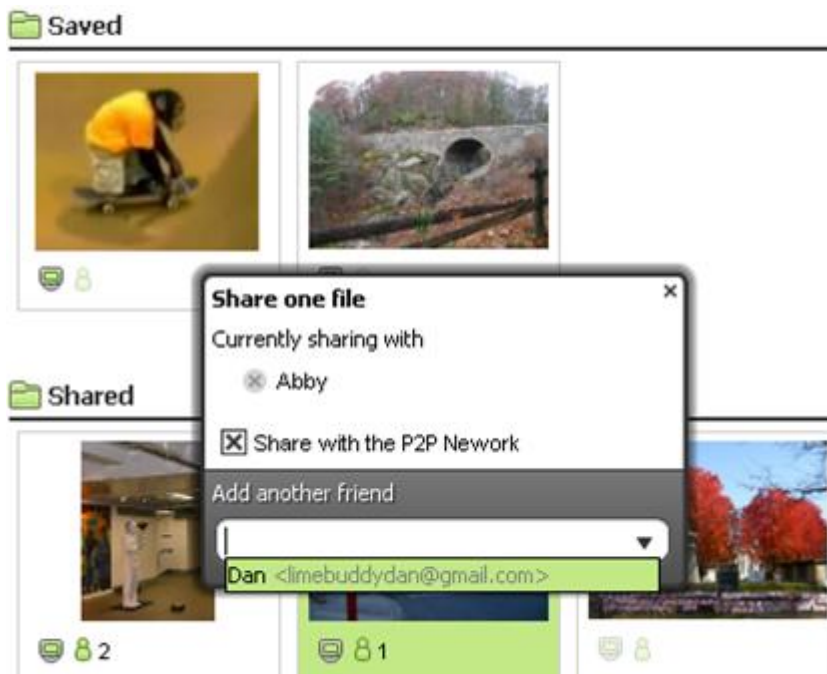 Saved
Share one file
Currently sharing with
Abby
Shared
Share with the P2P Nework
Add another friend
Dan <limebuddydan@gmail.com>
2
1